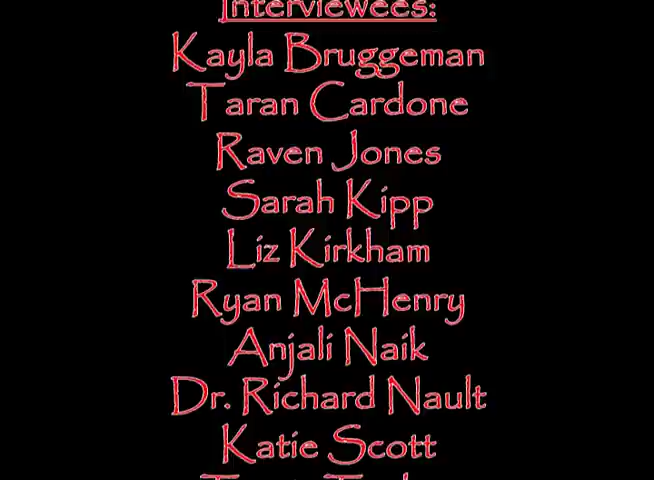 Interviewees:
Kayla Bruggeman
Taran Cardone
Raven Jones
Sarah Kipp
Liz Kirkham
Ryan McHenry
Anjali Naik
Dr. Richard Nault
Katie Scott